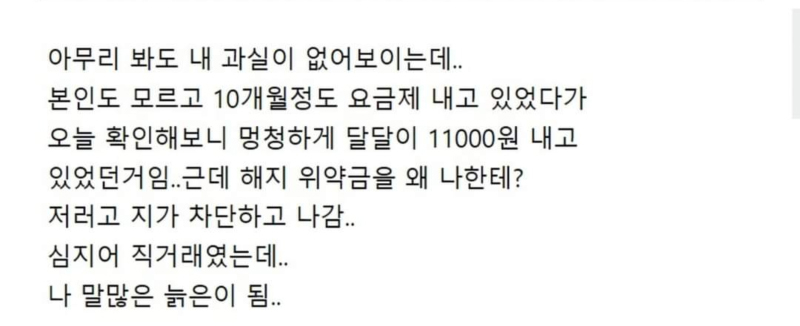 아무리 봐도 내 과실이 없어보이는데..
본인도 모르고 10개월정도 요금제 내고 있었다가
오늘 확인해보니 멍청하게 달달이 11000원 내고
있었던거임..근데 해지 위약금을 왜 나한테?
저러고 지가 차단하고 나감..
심지어 직거래였는데..
나 말많은 늙은이 됨..